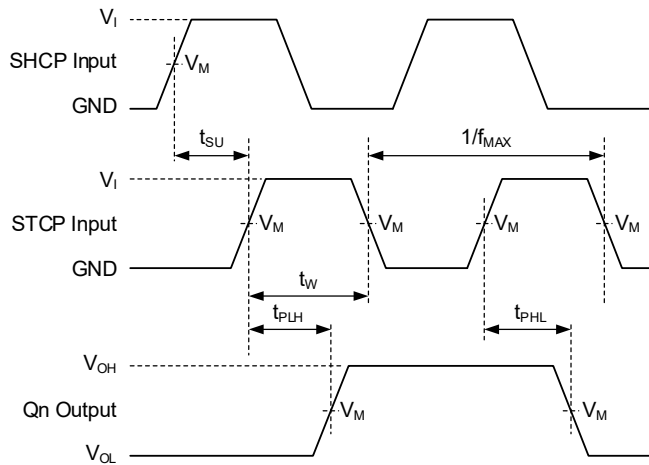 V_I
SHCP Input
V_M
GND
t_SU
1/f_MAX
V_I
STCP Input
V_M
V_M
V_M
V_M
GND
t_W
t_PLH
t_PHL
V_OH
Qn Output
V_M
V_M
V_OL